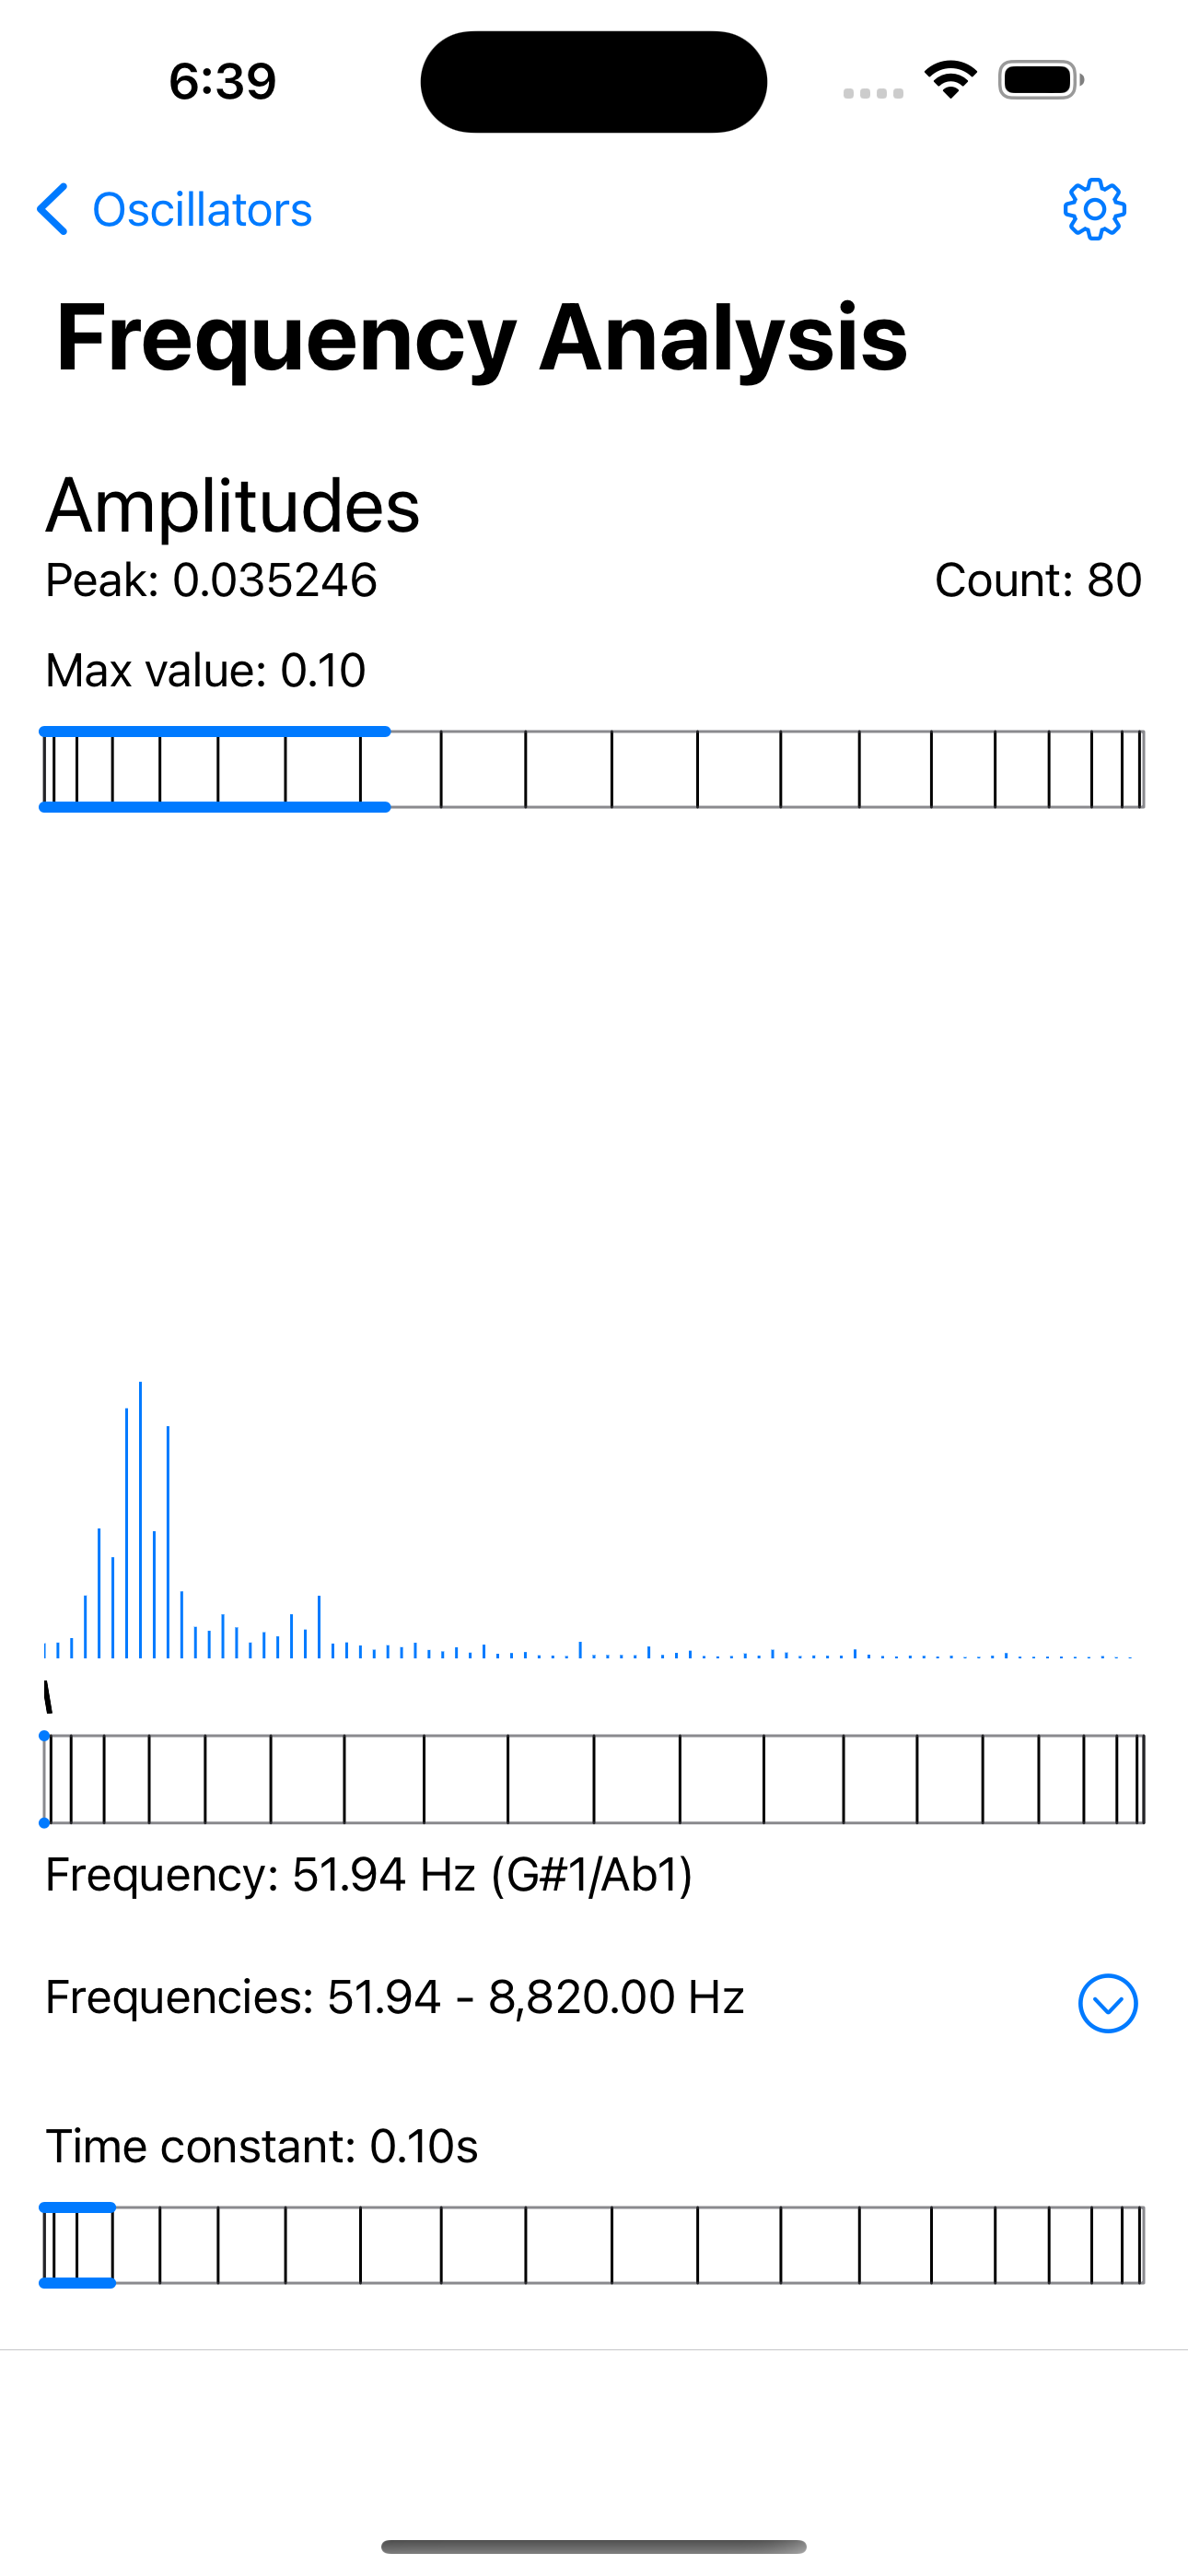 6:39
Oscillators
Frequency Analysis
Amplitudes
Peak: 0.035246
Count: 80
Max value: 0.10
Frequency: 51.94 Hz (G#1/Ab1)
Frequencies: 51.94 - 8,820.00 Hz
Time constant: 0.10s